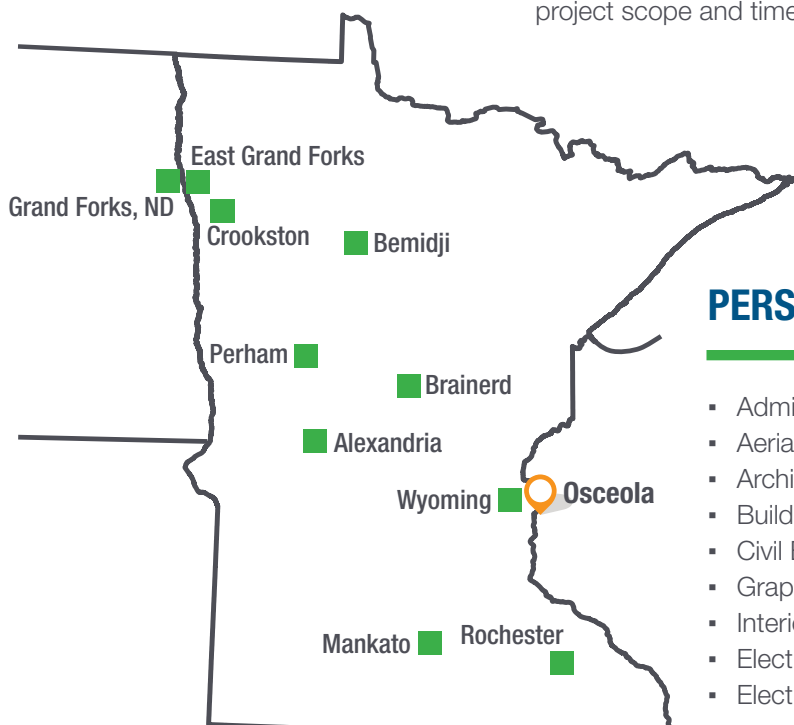 project scope and time
East Grand Forks
Grand Forks, ND
Crookston
Bemidji
Perham
Brainerd
Alexandria
Wyoming
Osceola
Mankato
Rochester
PERS
▪ Admi
▪ Aeria
▪ Archi
▪ Build
▪ Civil E
▪ Grap
▪ Interio
▪ Elect
▪ Elect